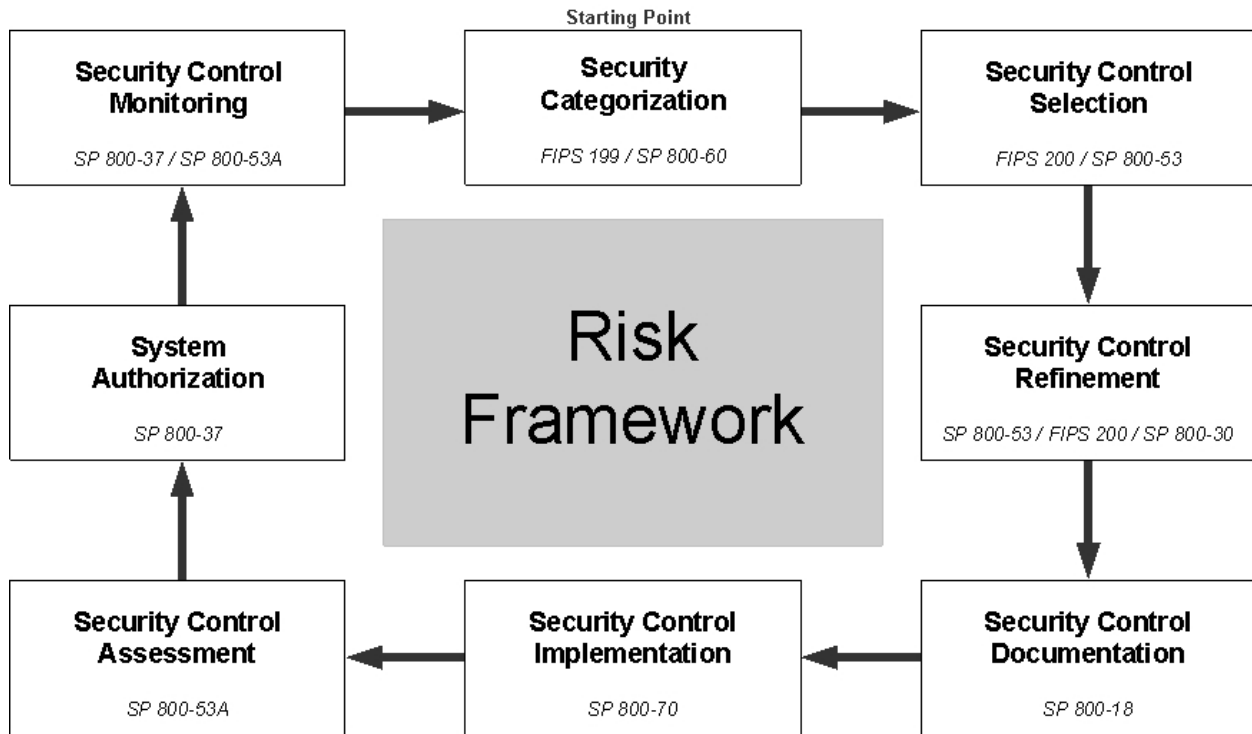 Starting Point
Security Control
Monitoring
SP 800-37 / SP 800-53A
Security
Categorization
FIPS 199 / SP 800-60
Security Control
Selection
FIPS 200 / SP 800-53
System
Authorization
SP 800-37
Risk
Framework
Security Control
Refinement
SP 800-53 / FIPS 200 / SP 800-30
Security Control
Assessment
SP 800-53A
Security Control
Implementation
SP 800-70
Security Control
Documentation
SP 800-18